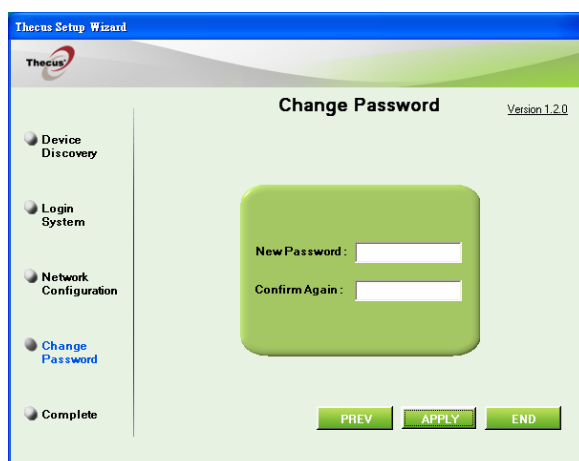 Thecus Setup Wizard
Thecus
Change Password
Version 1.2.0
Device
Discovery
Login
System
Network
Configuration
Change
Password
Complete
New Password :
Confirm Again :
PREV
APPLY
END